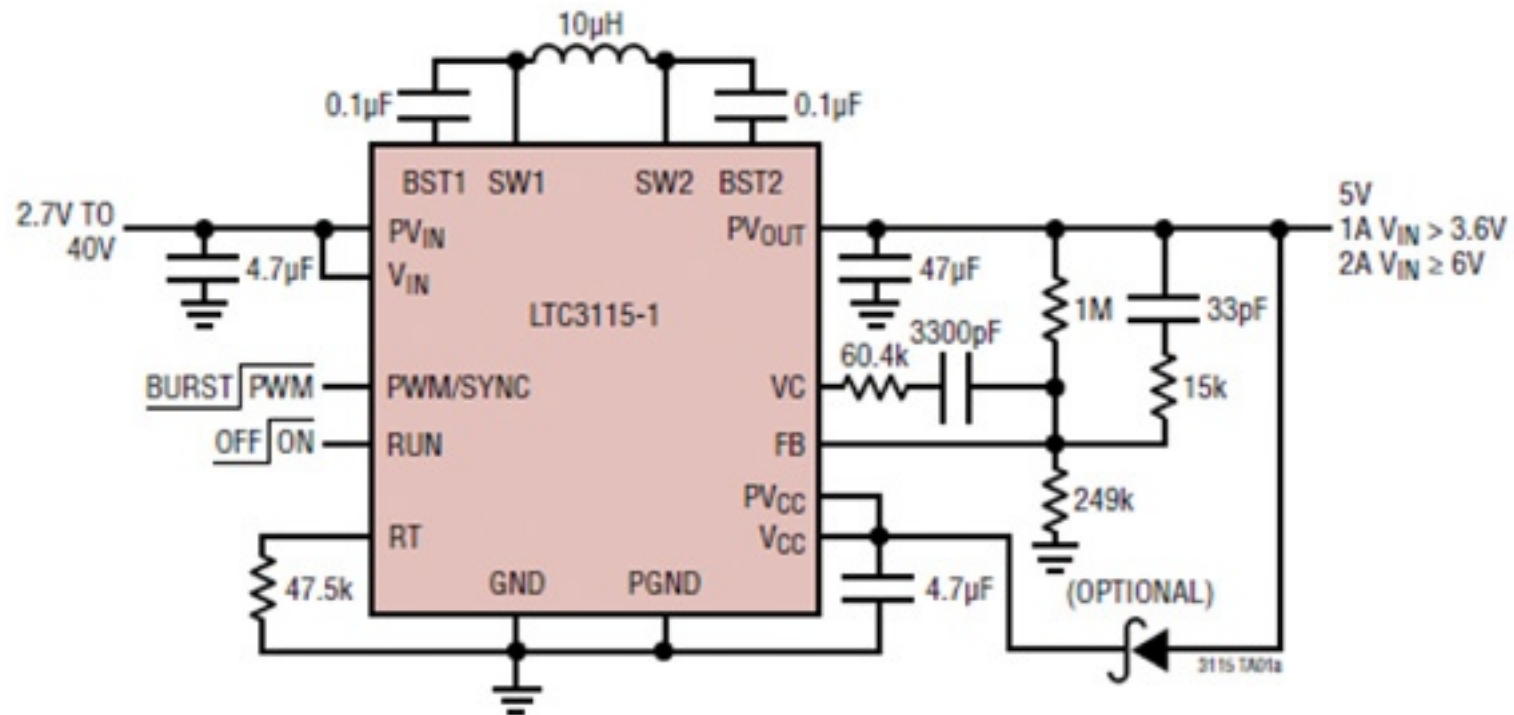 10µH
0.1µF
0.1µF
BST1 SW1 SW2 BST2
2.7V TO
40V
PVIN
PVOUT
5V
1A VIN > 3.6V
2A VIN ≥ 6V
4.7µF
VIN
47µF
LTC3115-1
1M
33pF
3300pF
60.4k
BURST PWM
PWM/SYNC
VC
15k
OFF ON
RUN
FB
PVCC
249k
RT
VCC
47.5k
GND PGND
4.7µF
(OPTIONAL)
3115 TA01a